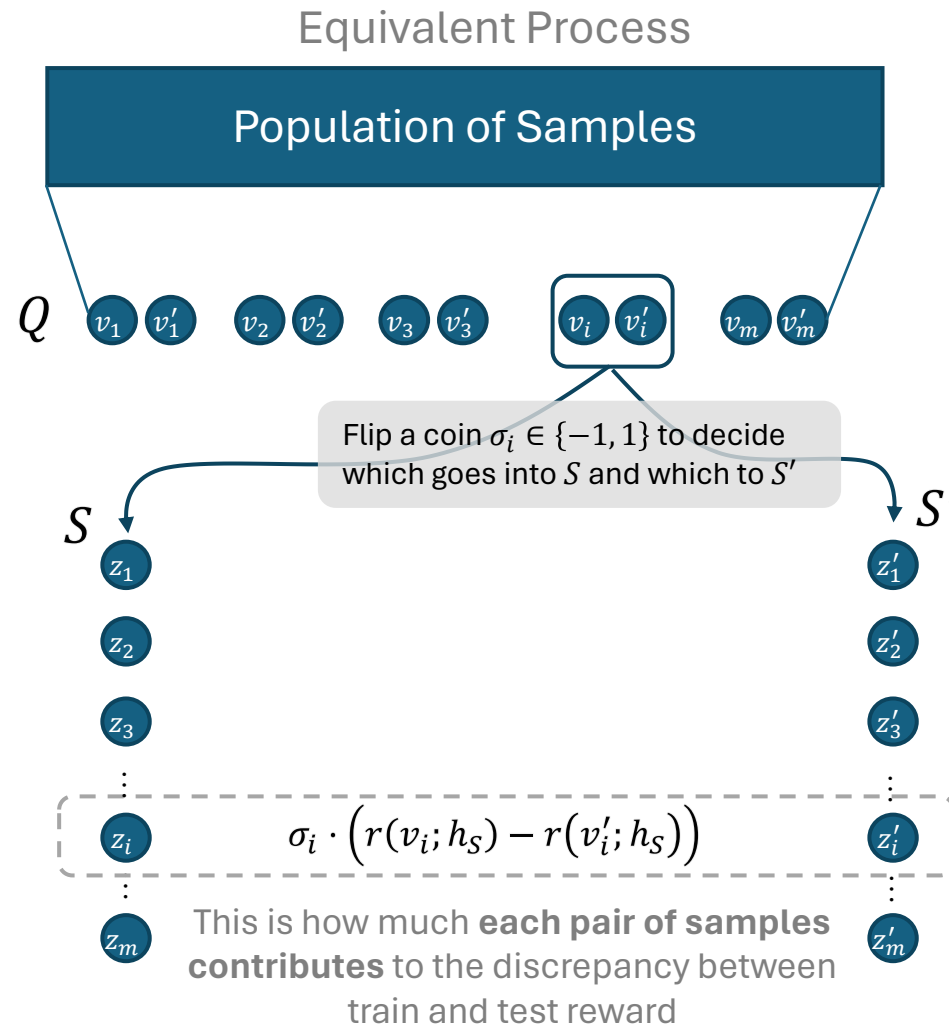 Equivalent Process
Population of Samples
Q v₁ v₁′ v₂ v₂′ v₃ v₃′ vᵢ vᵢ′ vₘ vₘ′
Flip a coin σᵢ ∈ {−1, 1} to decide
which goes into S and which to S′
S S
z₁ z₁′
z₂ z₂′
z₃ z₃′
⋮ ⋮
zᵢ σᵢ · (r(vᵢ; h_S) − r(vᵢ′; h_S)) zᵢ′
⋮ ⋮
zₘ zₘ′
This is how much each pair of samples
contributes to the discrepancy between
train and test reward